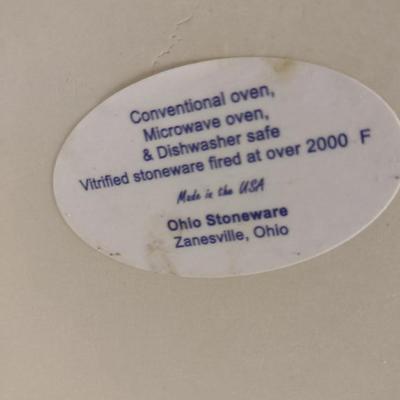 Conventional oven,
Microwave oven,
& Dishwasher safe
Vitrified stoneware fired at over 2000 F
Made in the USA
Ohio Stoneware
Zanesville, Ohio